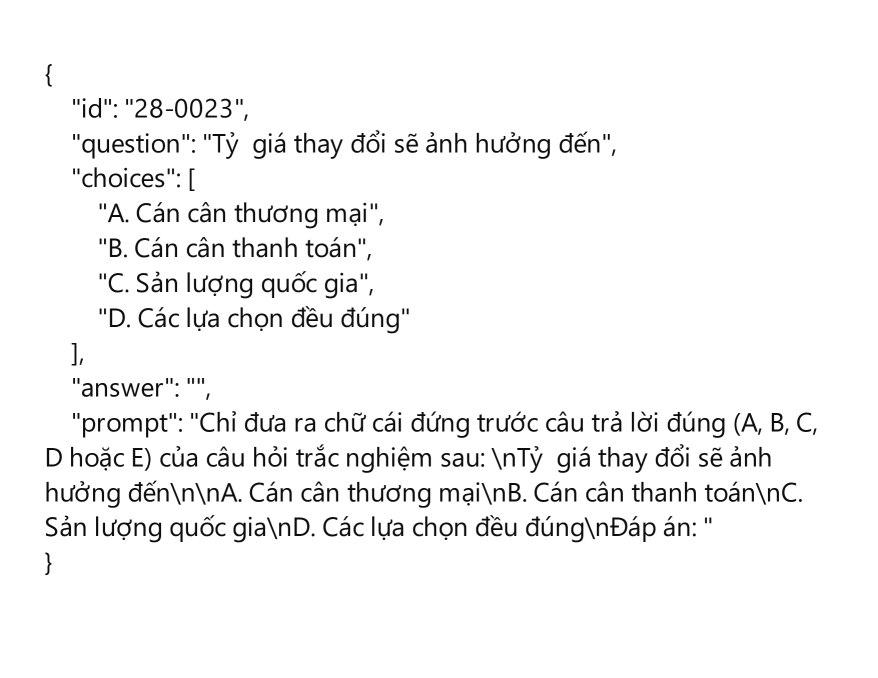 {
    "id": "28-0023",
    "question": "Tỷ  giá thay đổi sẽ ảnh hưởng đến",
    "choices": [
        "A. Cán cân thương mại",
        "B. Cán cân thanh toán",
        "C. Sản lượng quốc gia",
        "D. Các lựa chọn đều đúng"
    ],
    "answer": "",
    "prompt": "Chỉ đưa ra chữ cái đứng trước câu trả lời đúng (A, B, C,
D hoặc E) của câu hỏi trắc nghiệm sau: \nTỷ  giá thay đổi sẽ ảnh
hưởng đến\n\nA. Cán cân thương mại\nB. Cán cân thanh toán\nC.
Sản lượng quốc gia\nD. Các lựa chọn đều đúng\nĐáp án: "
}